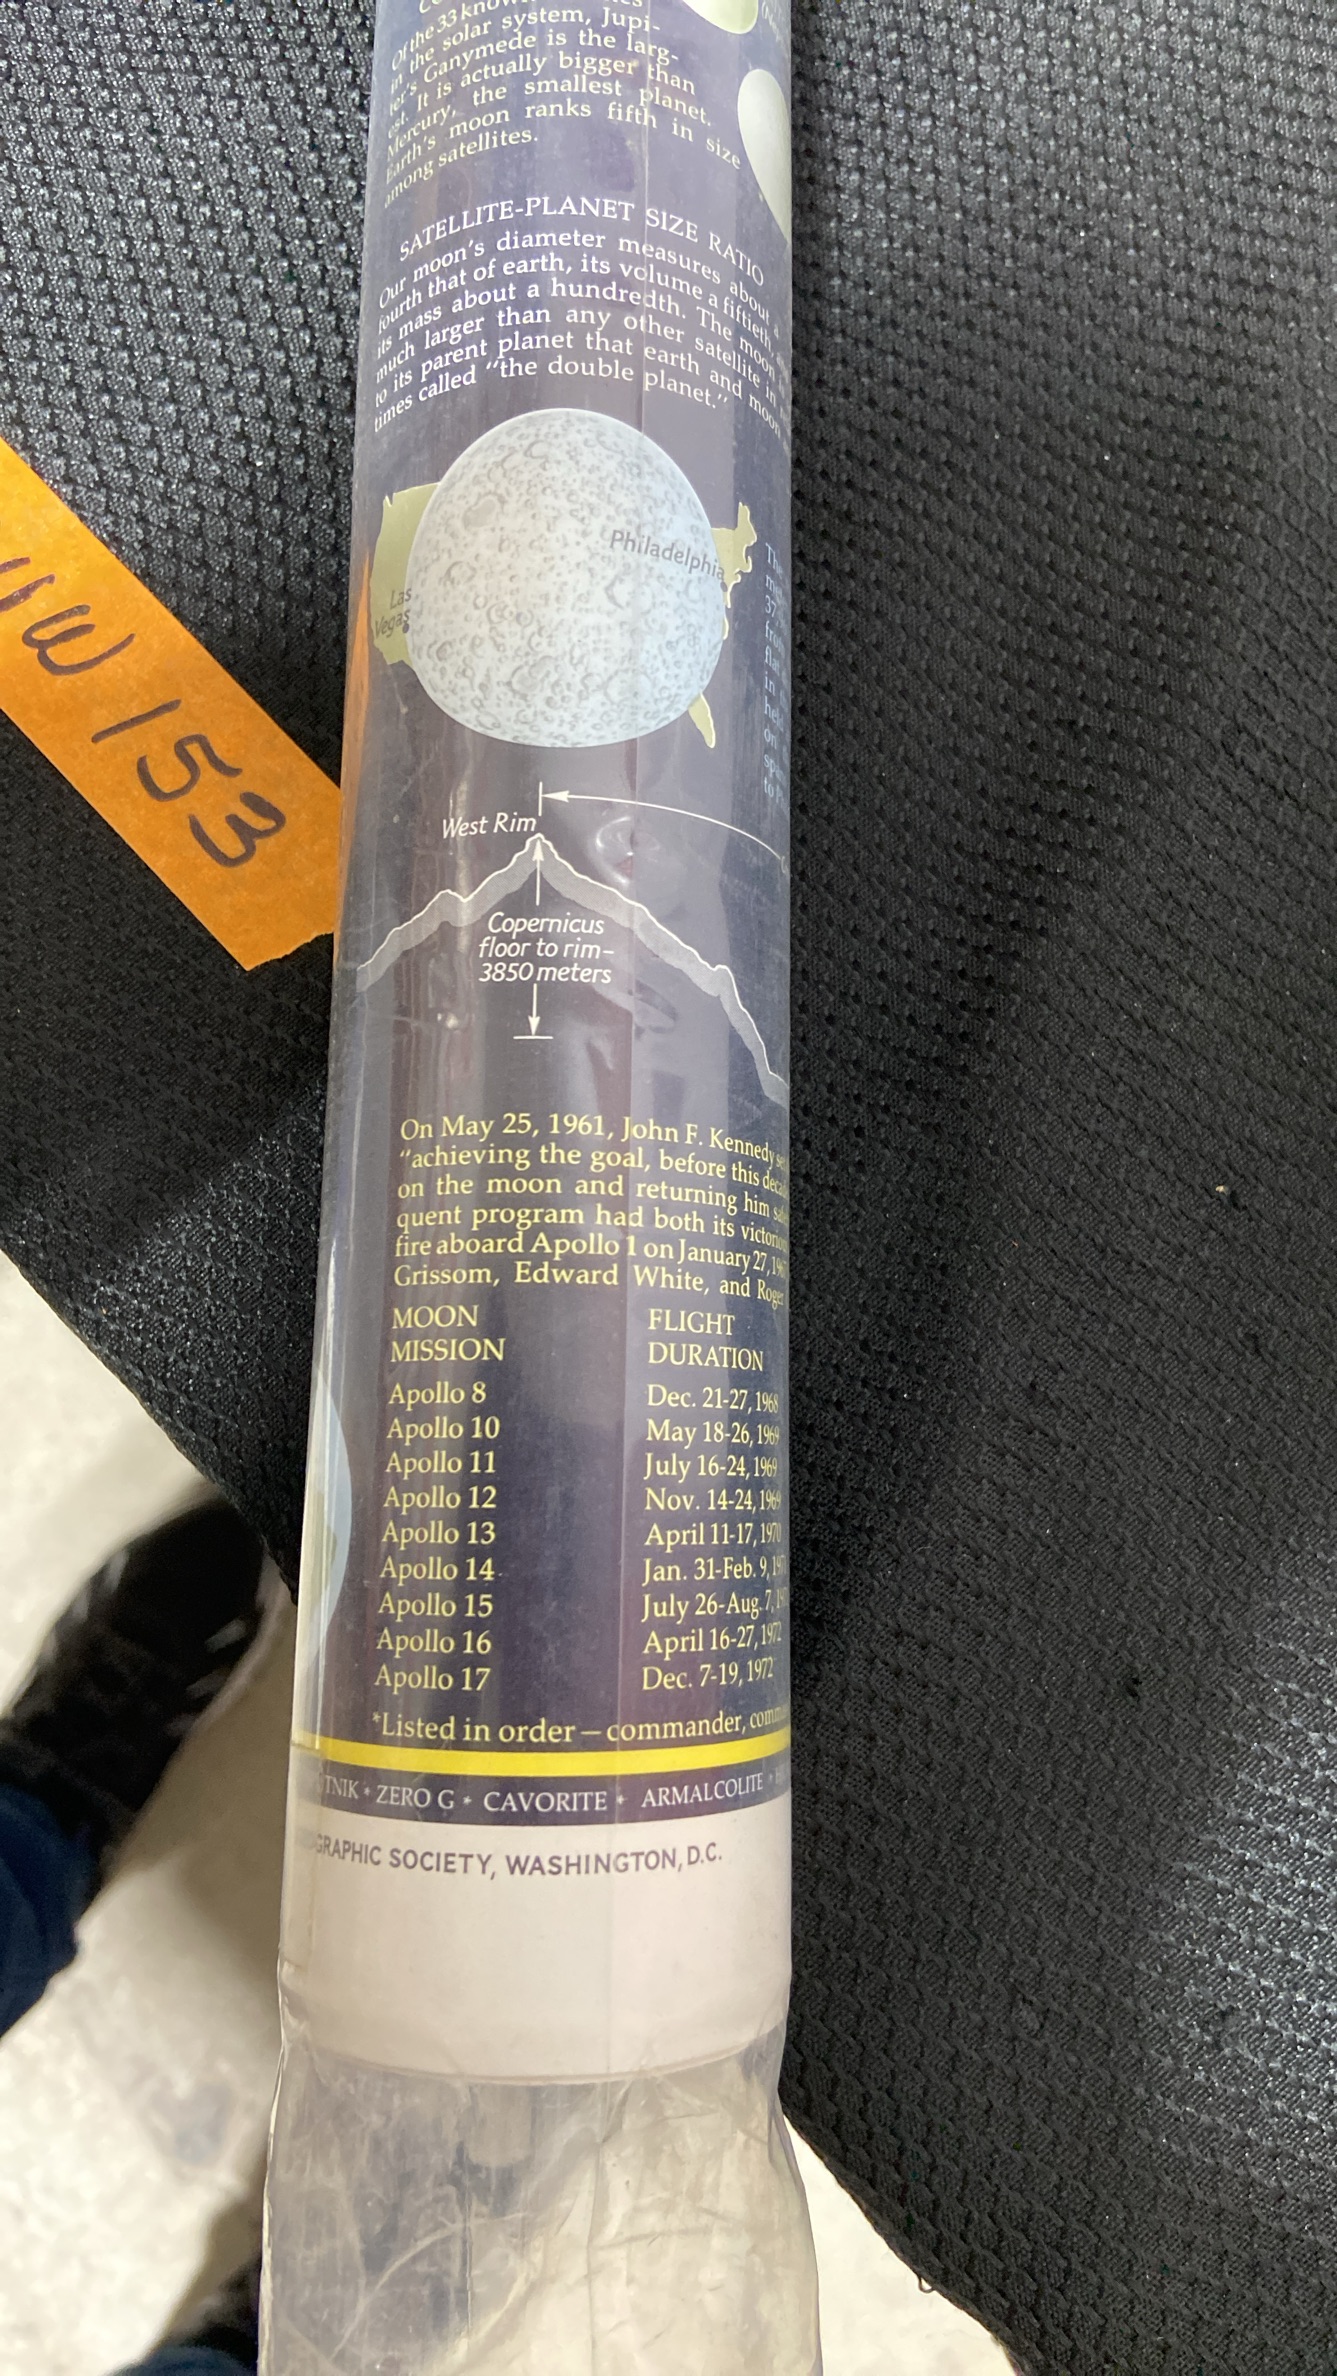 Of the 33 known
in the solar system, Jupi-
ter's Ganymede is the larg-
est. It is actually bigger than
Mercury, the smallest planet.
Earth's moon ranks fifth in size
among satellites.
SATELLITE-PLANET SIZE RATIO
Our moon's diameter measures about a
fourth that of earth, its volume a fiftieth,
its mass about a hundredth. The moon is
much larger than any other satellite in
to its parent planet that earth and moon
times called "the double planet."
Philadelphia
Las
Vegas
The
37,
in
on
to
West Rim
Copernicus
floor to rim–
3850 meters
On May 25, 1961, John F. Kennedy
"achieving the goal, before this
on the moon and returning him
quent program had both its
fire aboard Apollo 1 on January 27,
Grissom, Edward White, and Roger
MOON FLIGHT
MISSION DURATION
Apollo 8 Dec. 21-27, 1968
Apollo 10 May 18-26, 1969
Apollo 11 July 16-24, 1969
Apollo 12 Nov. 14-24, 1969
Apollo 13 April 11-17, 1970
Apollo 14 Jan. 31-Feb. 9,
Apollo 15 July 26-Aug. 7,
Apollo 16 April 16-27, 1972
Apollo 17 Dec. 7-19, 1972
*Listed in order — commander,
TNIK * ZERO G * CAVORITE * ARMALCOLITE *
GRAPHIC SOCIETY, WASHINGTON, D.C.
W 153